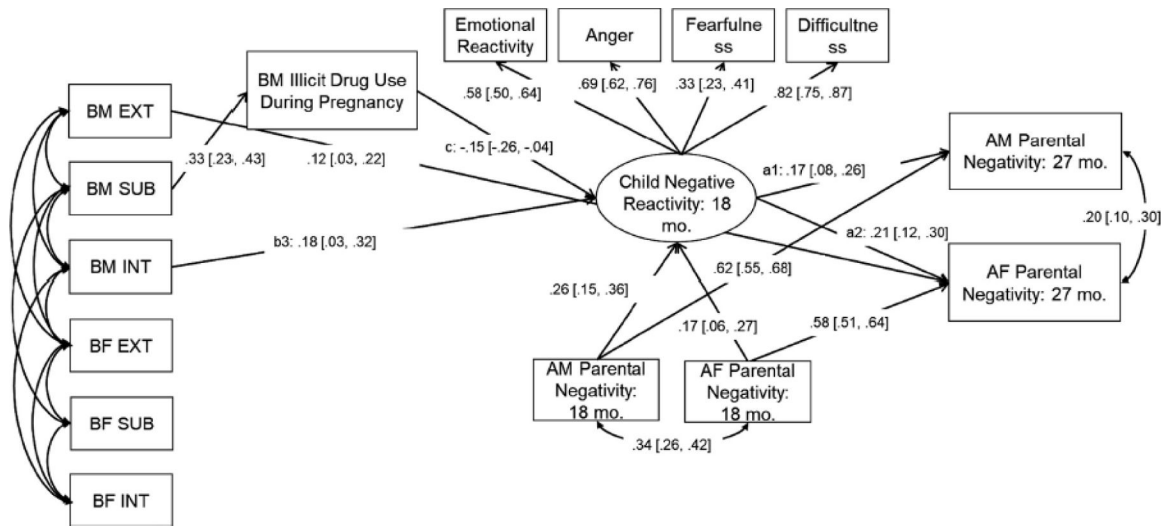 Emotional
Reactivity
Anger
Fearfulne
ss
Difficultne
ss
BM Illicit Drug Use
During Pregnancy
.58 [.50, .64)
.69 [.62, .76]
.33 [.23, .41]
.82 [.75, .87]
BM EXT
BM SUB
BM INT
BF EXT
BF SUB
BF INT
.33 [.23, .43]
.12 [.03, .22]
c: -.15 [-.26, -.04)
b3: .18 [.03, .32]
Child Negative
Reactivity: 18
mo.
a1: .17 [.08, .26]
a2: .21 [.12, .30]
AM Parental
Negativity: 27 mo.
.20 [.10, .30]
AF Parental
Negativity: 27 mo.
.62 [.55, .68]
.26 [.15, .36]
.17 [.06, .27]
.58 [.51, .64]
AM Parental
Negativity:
18 mo.
AF Parental
Negativity:
18 mo.
.34 [.26, .42]